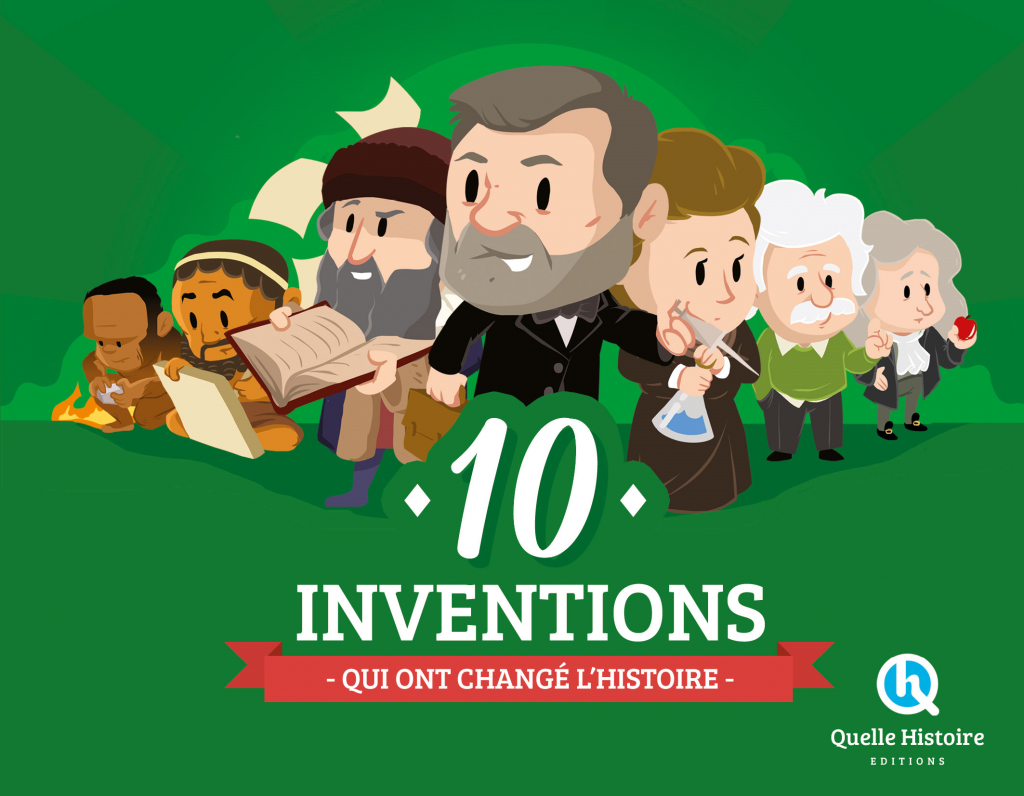 10
INVENTIONS
- QUI ONT CHANGÉ L'HISTOIRE -
Quelle Histoire
EDITIONS